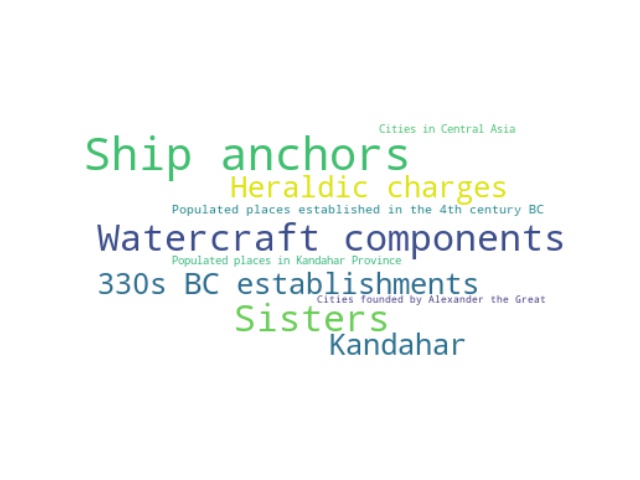 Cities in Central Asia
Ship anchors
Heraldic charges
Populated places established in the 4th century BC
Watercraft components
Populated places in Kandahar Province
330s BC establishments
Cities founded by Alexander the Great
Sisters
Kandahar